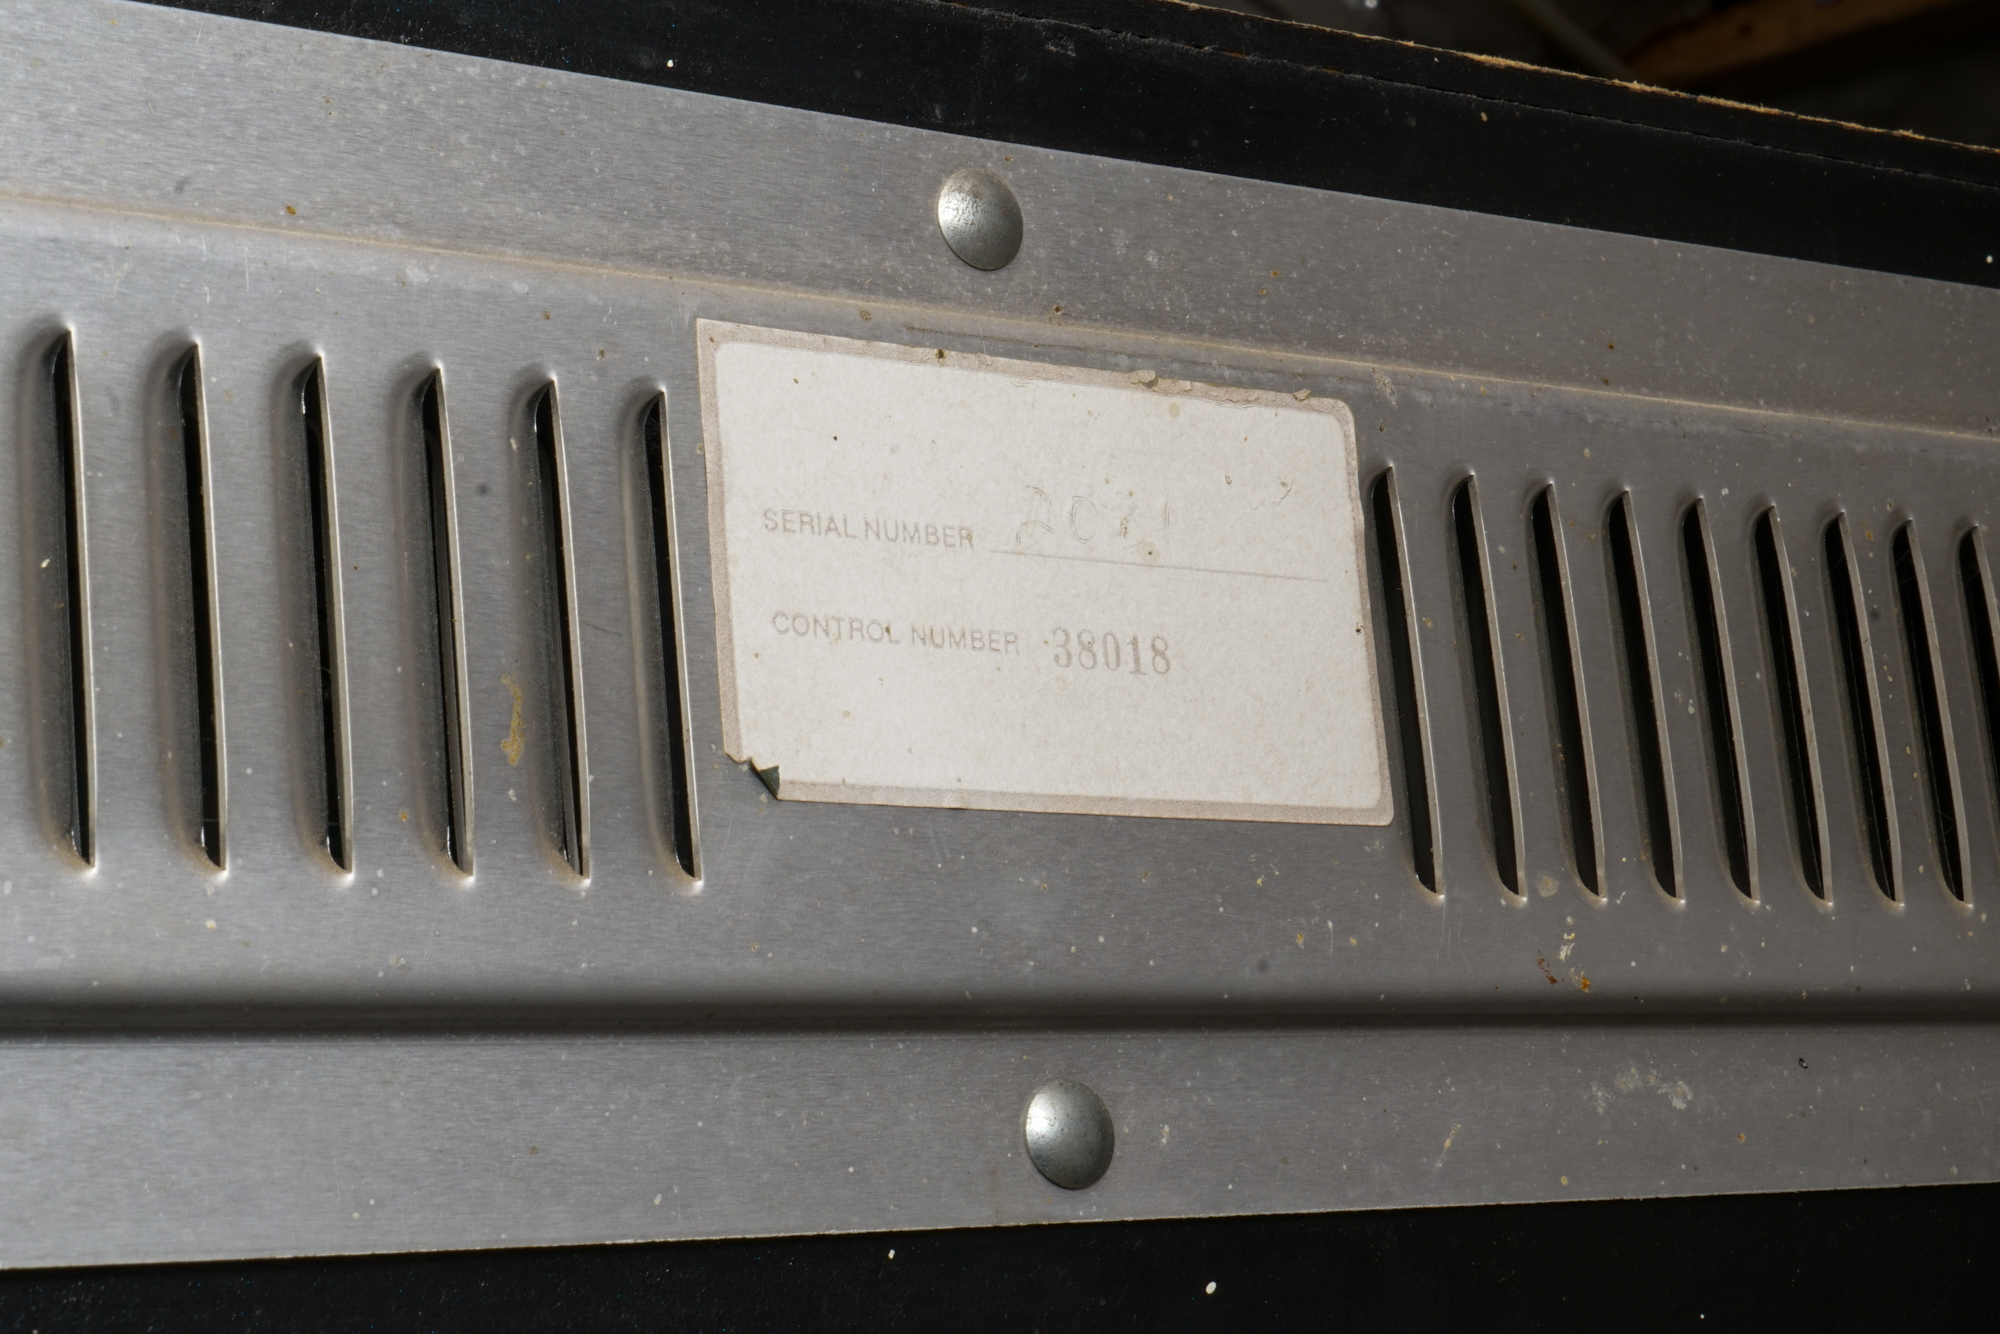 SERIAL NUMBER
CONTROL NUMBER 38018